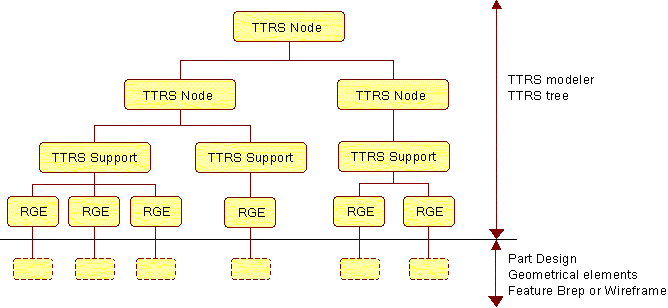 TTRS Node
TTRS Node
TTRS Node
TTRS Support
TTRS Support
TTRS Support
RGE
RGE
RGE
RGE
RGE
RGE
TTRS modeler
TTRS tree
Part Design
Geometrical elements
Feature Brep or Wireframe